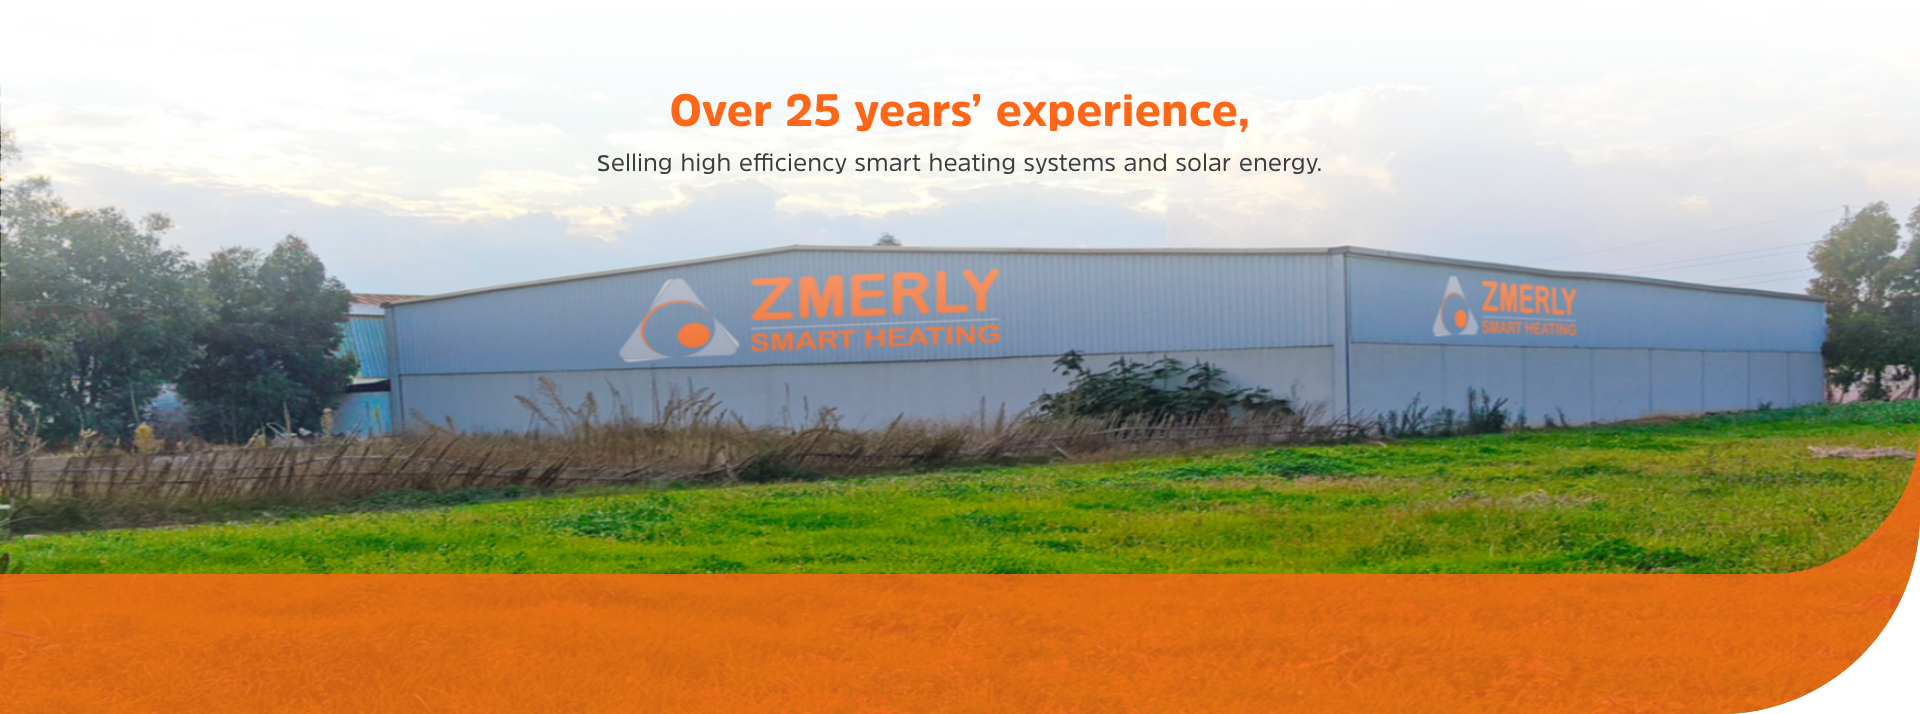 Over 25 years’ experience,
Selling high efficiency smart heating systems and solar energy.
ZMERLY
SMART HEATING
ZMERLY
SMART HEATING